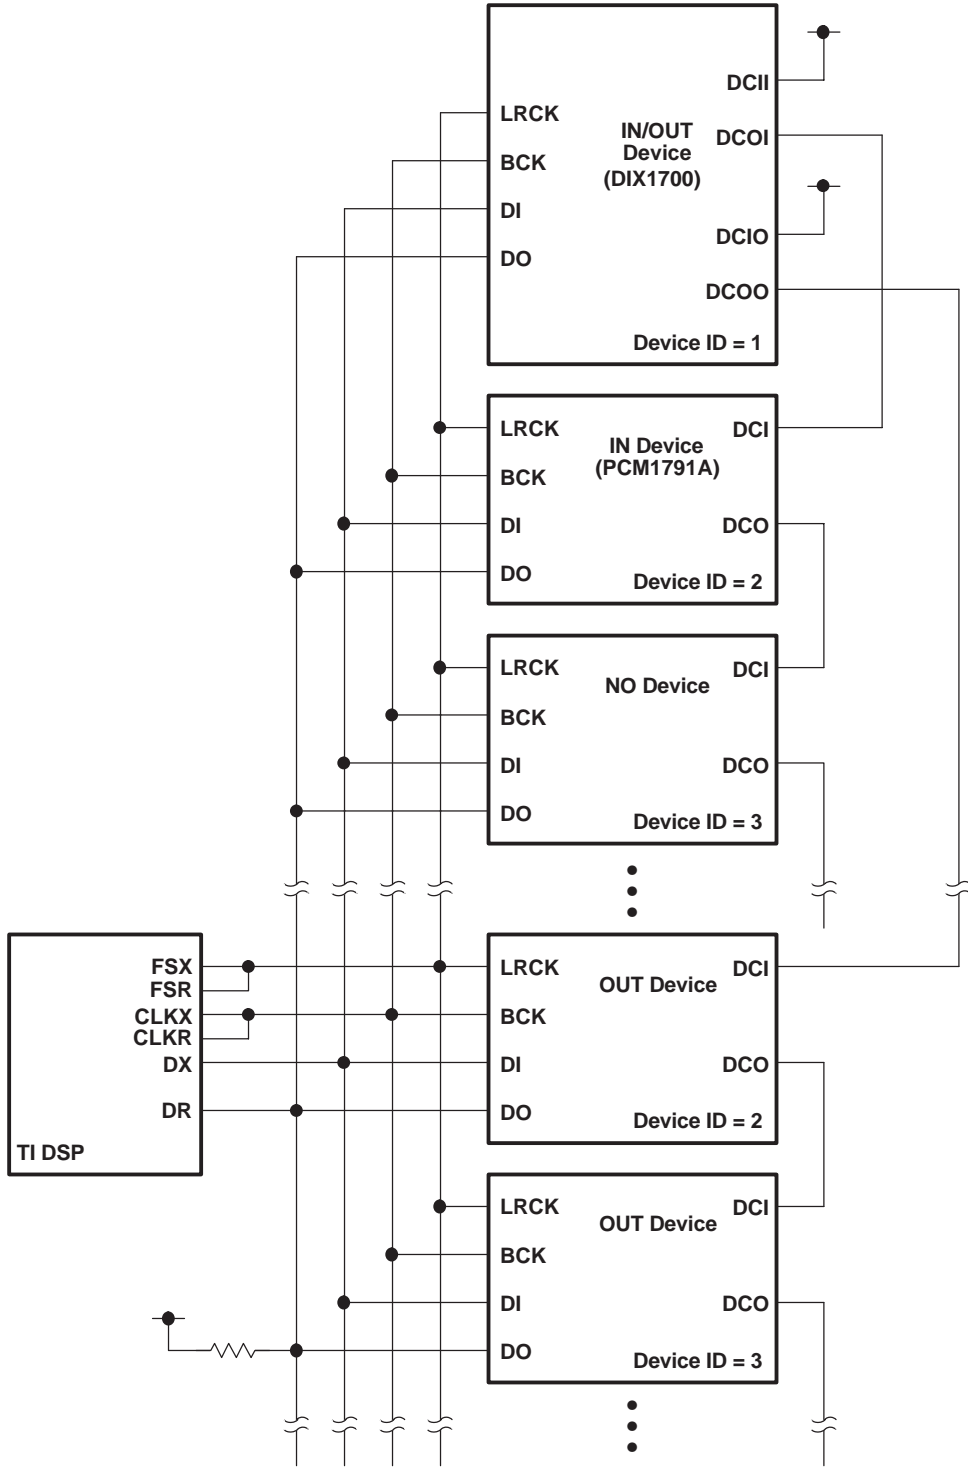 LRCK
BCK
DI
DO
IN/OUT
Device
(DIX1700)
DCII
DCOI
DCIO
DCOO
Device ID = 1
LRCK
BCK
DI
DO
IN Device
(PCM1791A)
DCI
DCO
Device ID = 2
LRCK
BCK
DI
DO
NO Device
DCI
DCO
Device ID = 3
FSX
FSR
CLKX
CLKR
DX
DR
TI DSP
LRCK
BCK
DI
DO
OUT Device
DCI
DCO
Device ID = 2
LRCK
BCK
DI
DO
OUT Device
DCI
DCO
Device ID = 3